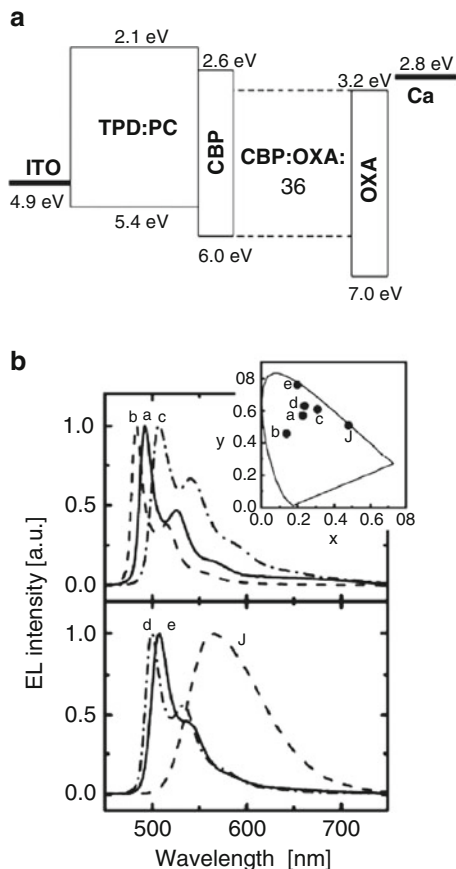 a
2.1 eV
2.6 eV
3.2 eV
2.8 eV
Ca
TPD:PC
CBP
CBP:OXA:
36
OXA
ITO
4.9 eV
5.4 eV
6.0 eV
7.0 eV
b
08
0.6
0.4
0.2
0.0
y
e
d
a
c
b
J
0.0 0.2 0.4 0.6 08
x
b a c
1.0
0.5
0.0
d e J
1.0
0.5
0.0
EL intensity [a.u.]
500 600 700
Wavelength [nm]